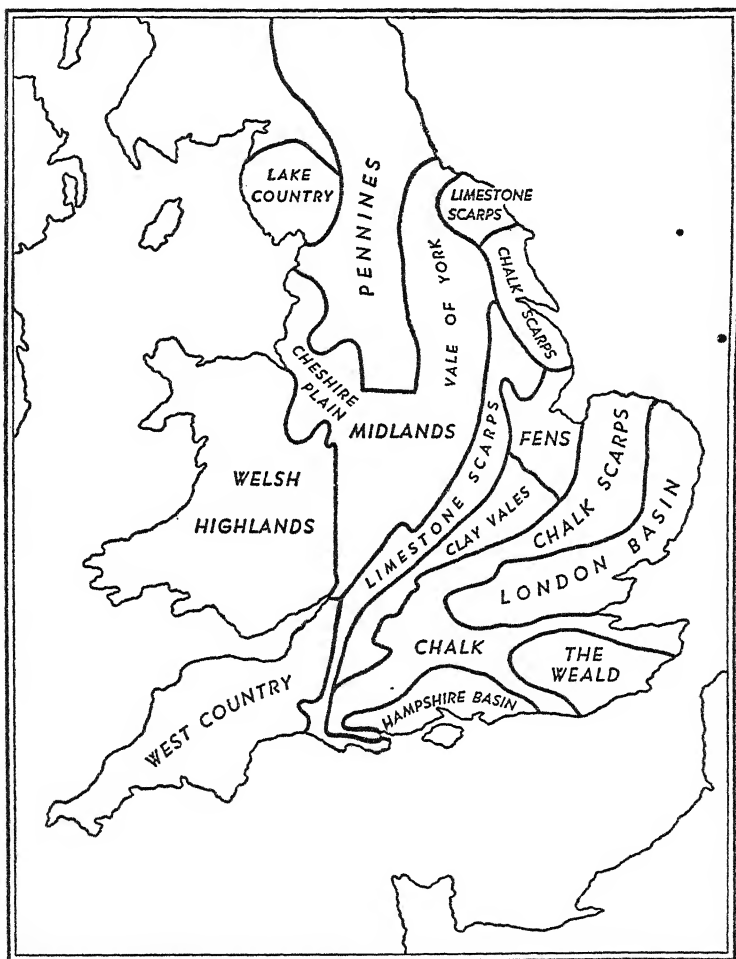 LAKE
COUNTRY
PENNINES
LIMESTONE
SCARPS
VALE OF YORK
CHALK SCARPS
CHESHIRE
PLAIN
MIDLANDS
LIMESTONE SCARPS
FENS
CHALK SCARPS
WELSH
HIGHLANDS
CLAY VALES
LONDON BASIN
CHALK
THE
WEALD
WEST COUNTRY
HAMPSHIRE BASIN